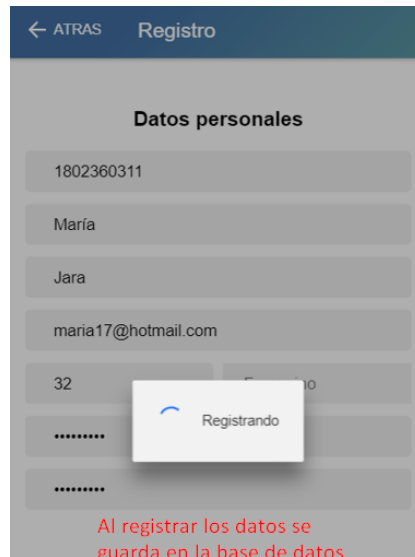 ← ATRAS Registro
Datos personales
1802360311
María
Jara
maria17@hotmail.com
32
Registrando
•••••••••
•••••••••
Al registrar los datos se
guarda en la base de datos